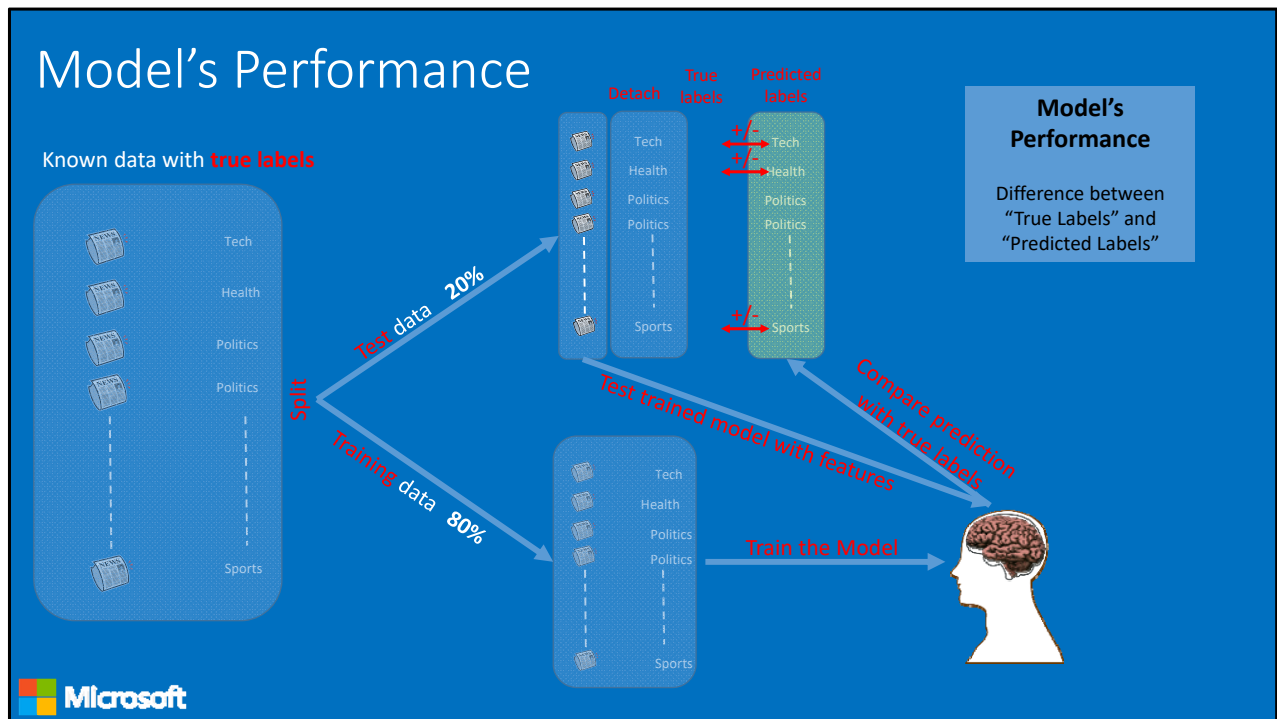 Model's Performance
Known data with true labels
NEWS
Tech
Health
Politics
NEWS
Politics
NEWS
Sports
Split
Test data 20%
Training data 80%
Detach
True
labels
Predicted
labels
Tech
Health
Politics
Politics
Sports
+/-
+/-
+/-
Tech
Health
Politics
Politics
Sports
Model's
Performance
Difference between
“True Labels” and
“Predicted Labels”
Test trained model with features
Compare prediction
with true labels
Tech
Health
Politics
Politics
Sports
Train the Model
Microsoft